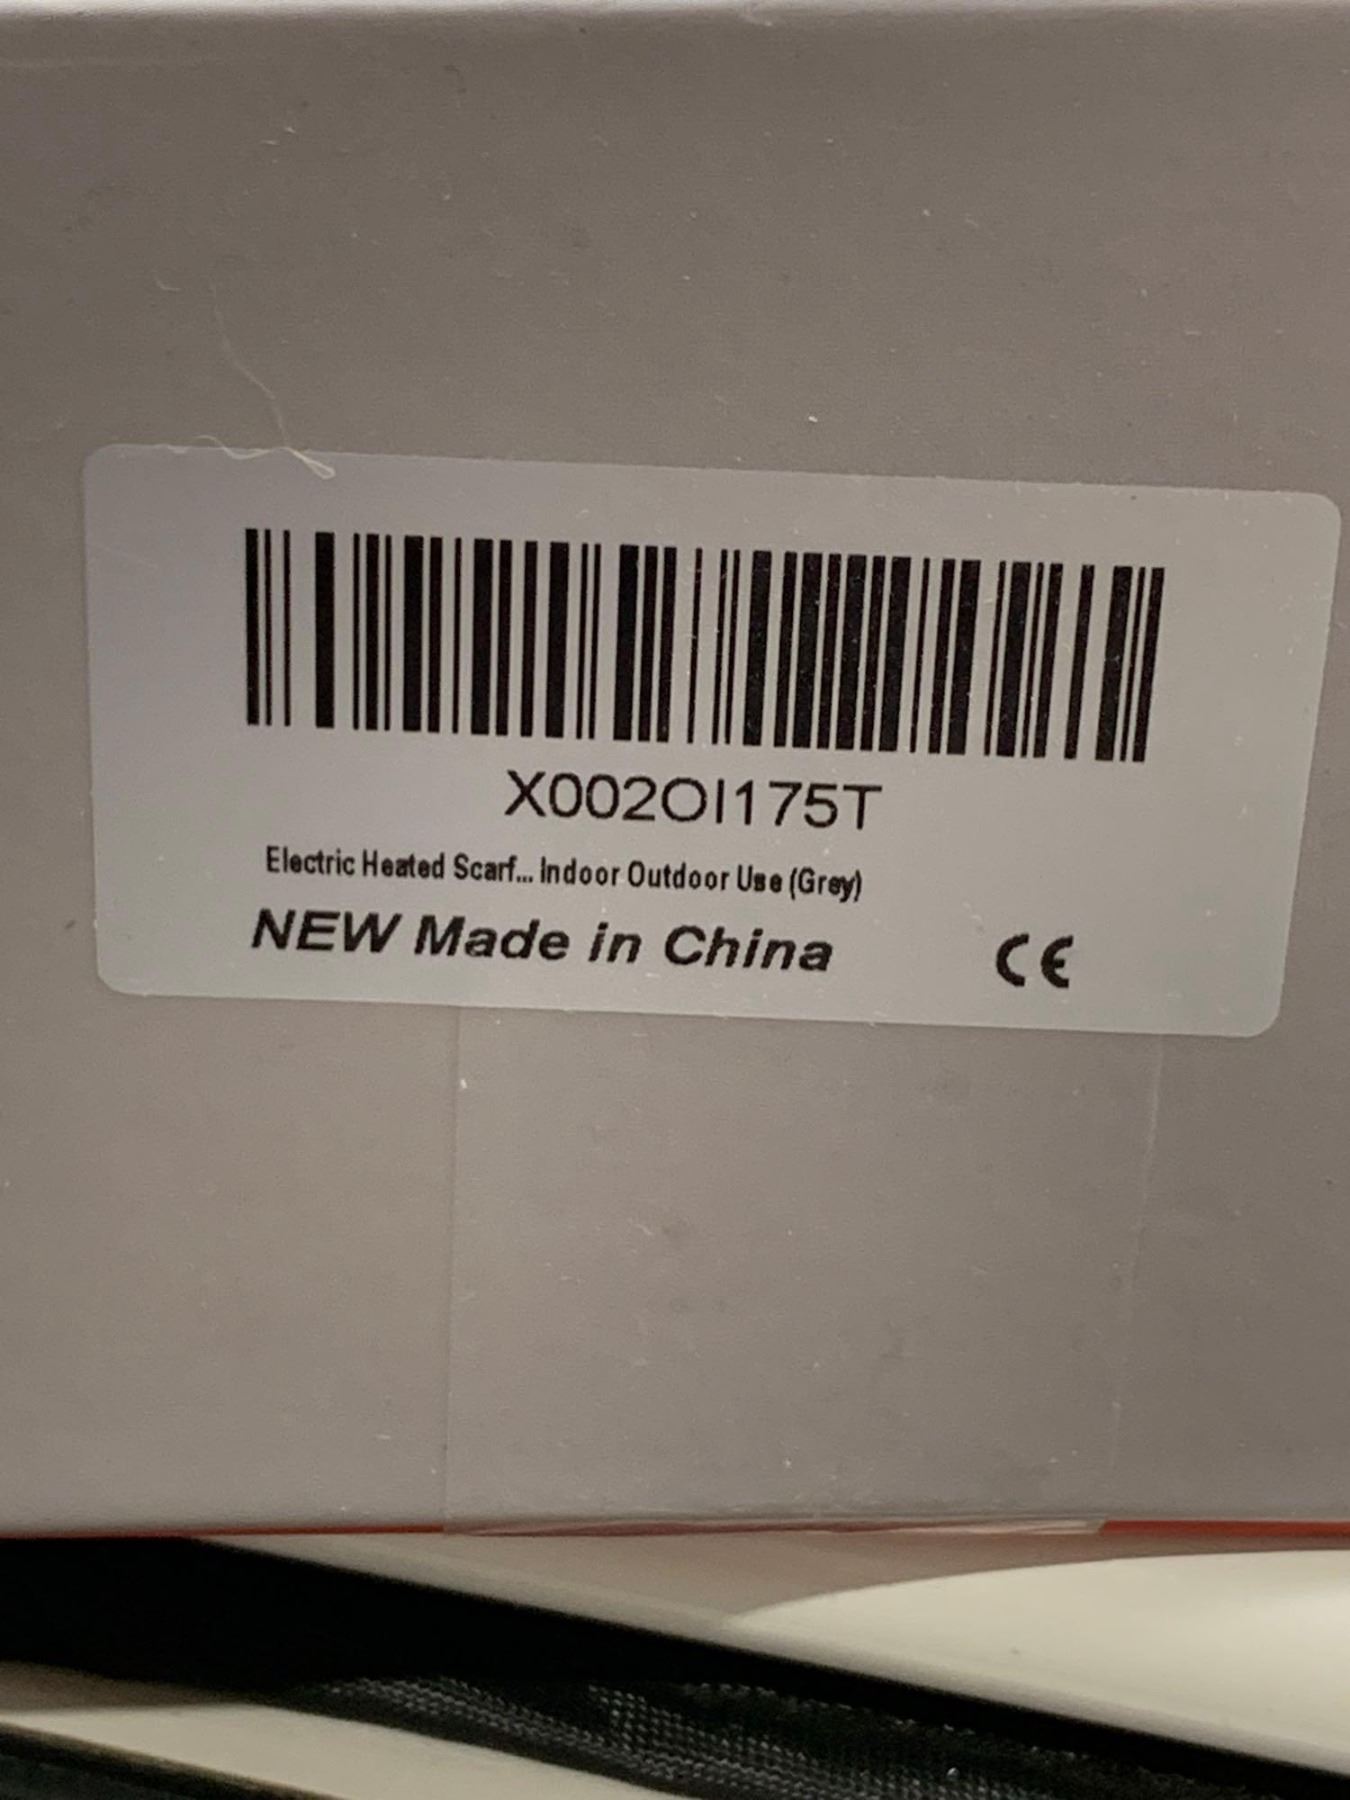 X002OI175T
Electric Heated Scarf... Indoor Outdoor Use (Grey)
NEW Made in China CE